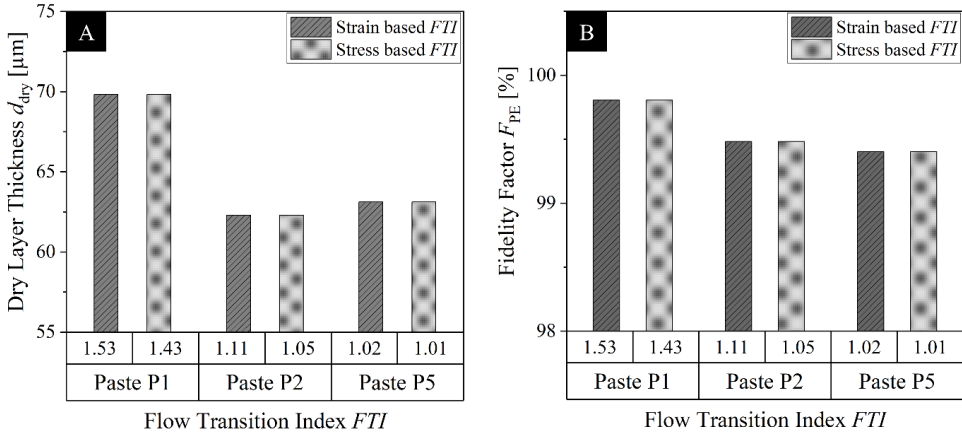 A
Strain based FTI
Stress based FTI
Dry Layer Thickness d_dry [µm]
75
70
65
60
55
1.53 1.43 1.11 1.05 1.02 1.01
Paste P1 Paste P2 Paste P5
Flow Transition Index FTI
B
Strain based FTI
Stress based FTI
Fidelity Factor F_PE [%]
100
99
98
1.53 1.43 1.11 1.05 1.02 1.01
Paste P1 Paste P2 Paste P5
Flow Transition Index FTI